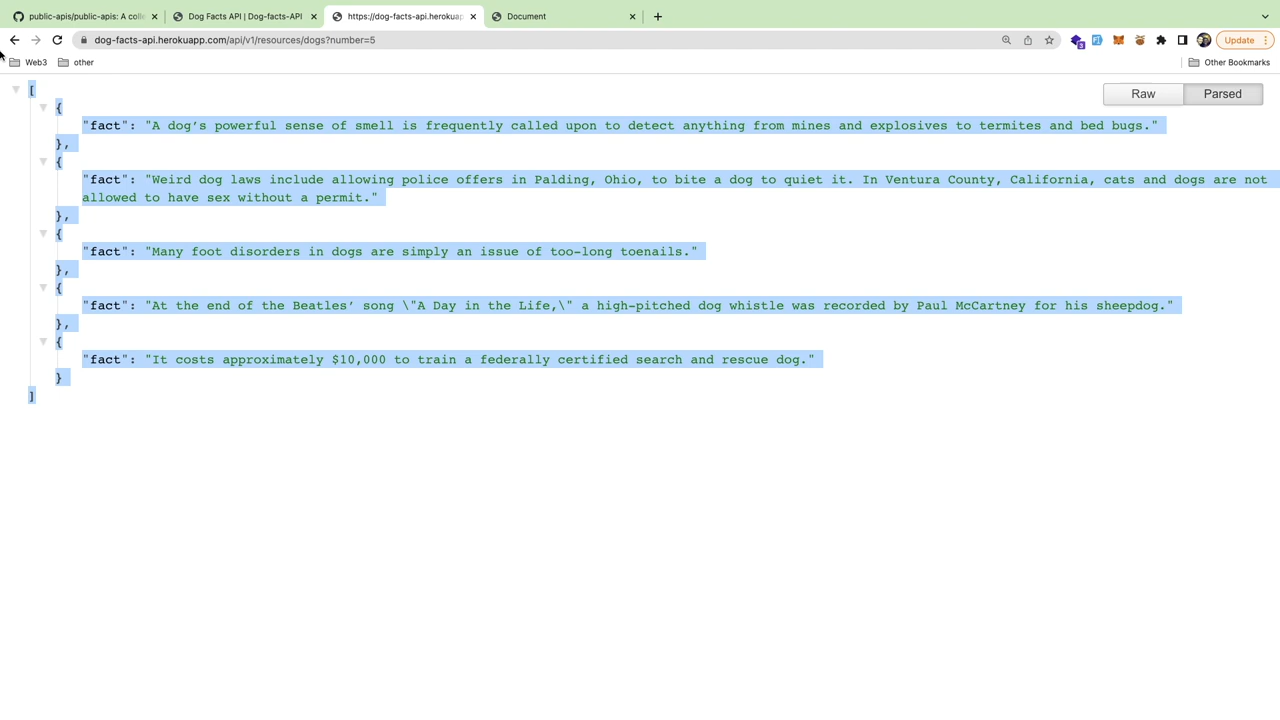 public-apis/public-apis: A coll
Dog Facts API | Dog-facts-API
https://dog-facts-api.herokuap
Document
dog-facts-api.herokuapp.com/api/v1/resources/dogs?number=5
3
Update
Web3
other
Other Bookmarks
Raw
Parsed
[
{
"fact": "A dog’s powerful sense of smell is frequently called upon to detect anything from mines and explosives to termites and bed bugs."
},
{
"fact": "Weird dog laws include allowing police offers in Palding, Ohio, to bite a dog to quiet it. In Ventura County, California, cats and dogs are not
allowed to have sex without a permit."
},
{
"fact": "Many foot disorders in dogs are simply an issue of too-long toenails."
},
{
"fact": "At the end of the Beatles’ song \"A Day in the Life,\" a high-pitched dog whistle was recorded by Paul McCartney for his sheepdog."
},
{
"fact": "It costs approximately $10,000 to train a federally certified search and rescue dog."
}
]